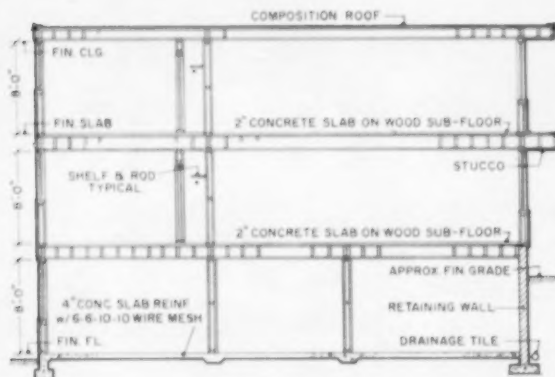 COMPOSITION ROOF
FIN. CLG.
8'-0"
FIN. SLAB
2" CONCRETE SLAB ON WOOD SUB-FLOOR
STUCCO
SHELF & ROD
TYPICAL
8'-0"
2" CONCRETE SLAB ON WOOD SUB-FLOOR
APPROX FIN GRADE
4" CONC SLAB REINF
w/6-6-10-10 WIRE MESH
8'-0"
RETAINING WALL
FIN. FL
DRAINAGE TILE